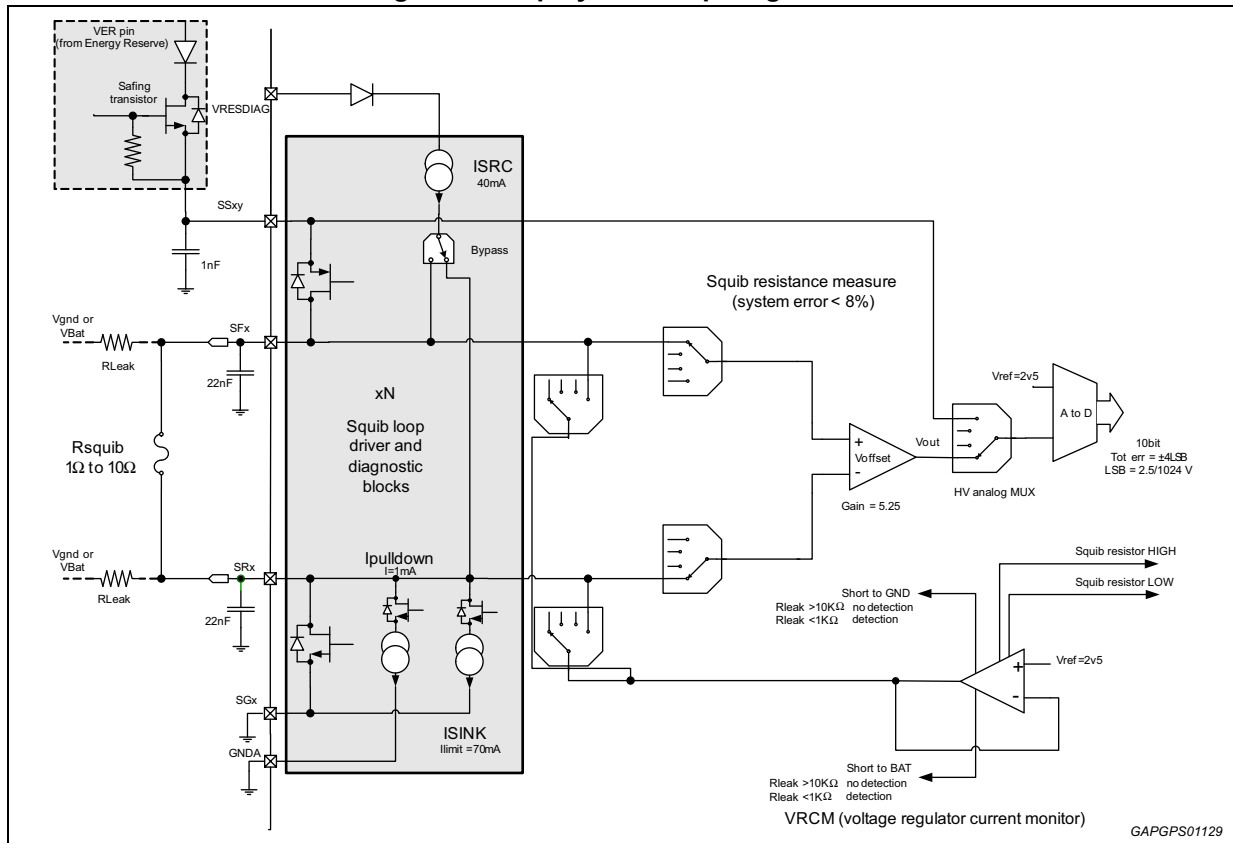 VER pin
(from Energy Reserve)
Safing
transistor
VRESDIAG
ISRC
40mA
SSxy
Bypass
1nF
Squib resistance measure
(system error < 8%)
Vgnd or
VBat
SFx
RLeak
22nF
xN
Squib loop
driver and
diagnostic
blocks
Rsquib
1Ω to 10Ω
Vref=2v5
A to D
10bit
Tot err = ±4LSB
LSB = 2.5/1024 V
+
Voffset
-
Vout
Gain = 5.25
HV analog MUX
Vgnd or
VBat
SRx
RLeak
22nF
Ipulldown
I=1mA
Squib resistor HIGH
Squib resistor LOW
Short to GND
Rleak >10KΩ no detection
Rleak <1KΩ detection
+
Vref=2v5
-
SGx
GNDA
ISINK
Ilimit =70mA
Short to BAT
Rleak >10KΩ no detection
Rleak <1KΩ detection
VRCM (voltage regulator current monitor)
GAPGPS01129